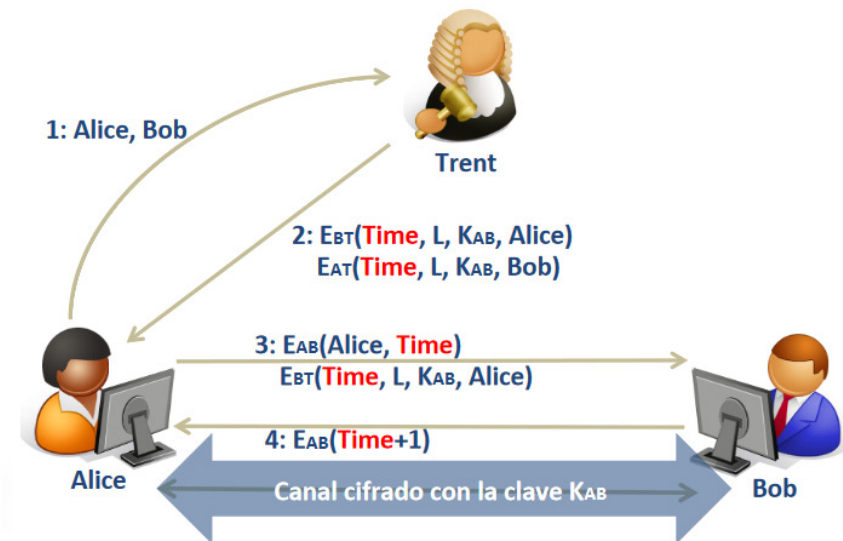 1: Alice, Bob
Trent
2: EBT(Time, L, KAB, Alice)
EAT(Time, L, KAB, Bob)
3: EAB(Alice, Time)
EBT(Time, L, KAB, Alice)
4: EAB(Time+1)
Alice
Canal cifrado con la clave KAB
Bob